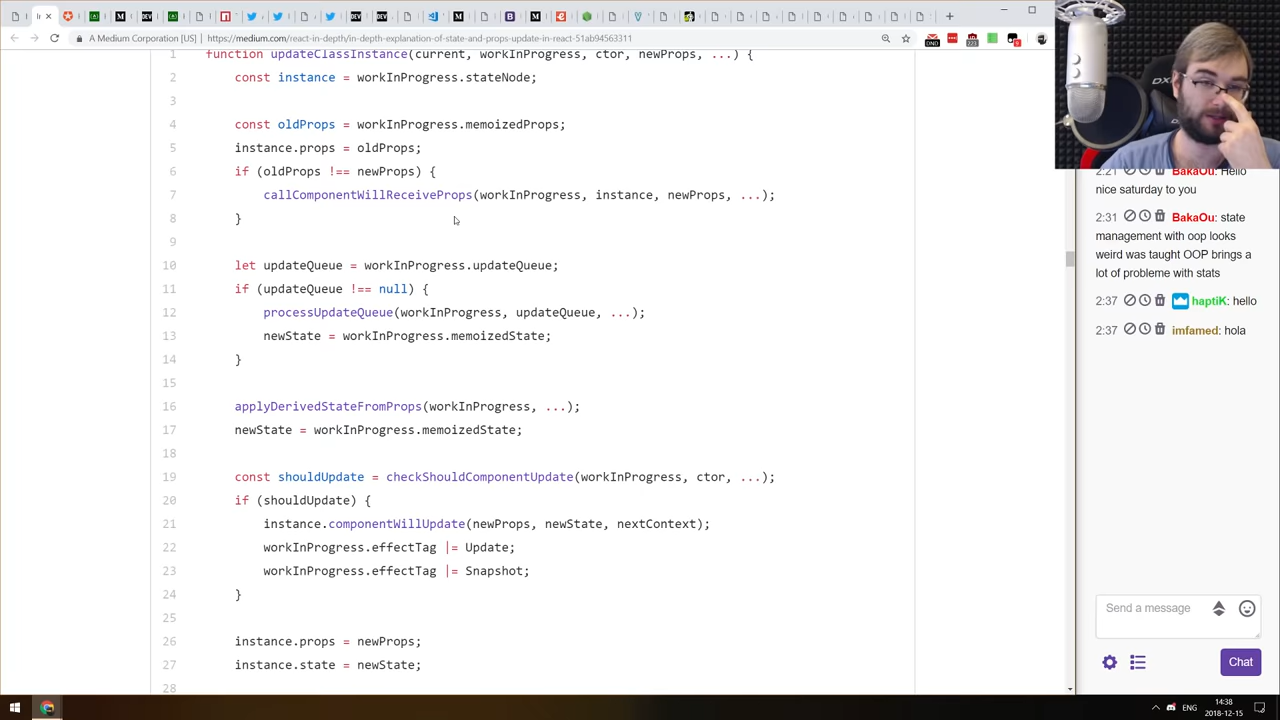 A Medium Corporation [US] | https://medium.com/react-in-depth/in-depth-explanation-of-state-and-props-update-in-react-51ab94563311
1 function updateClassInstance(current, workInProgress, ctor, newProps, ...) {
2 const instance = workInProgress.stateNode;
3
4 const oldProps = workInProgress.memoizedProps;
5 instance.props = oldProps;
6 if (oldProps !== newProps) {
7 callComponentWillReceiveProps(workInProgress, instance, newProps, ...);
8 }
9
10 let updateQueue = workInProgress.updateQueue;
11 if (updateQueue !== null) {
12 processUpdateQueue(workInProgress, updateQueue, ...);
13 newState = workInProgress.memoizedState;
14 }
15
16 applyDerivedStateFromProps(workInProgress, ...);
17 newState = workInProgress.memoizedState;
18
19 const shouldUpdate = checkShouldComponentUpdate(workInProgress, ctor, ...);
20 if (shouldUpdate) {
21 instance.componentWillUpdate(newProps, newState, nextContext);
22 workInProgress.effectTag |= Update;
23 workInProgress.effectTag |= Snapshot;
24 }
25
26 instance.props = newProps;
27 instance.state = newState;
28
DXR
2:21 BakaOu: Hello
nice saturday to you
2:31 BakaOu: state
management with oop looks
weird was taught OOP brings a
lot of probleme with stats
2:37 haptiK: hello
2:37 imfamed: hola
Send a message
Chat
ENG
14:38
2018-12-15